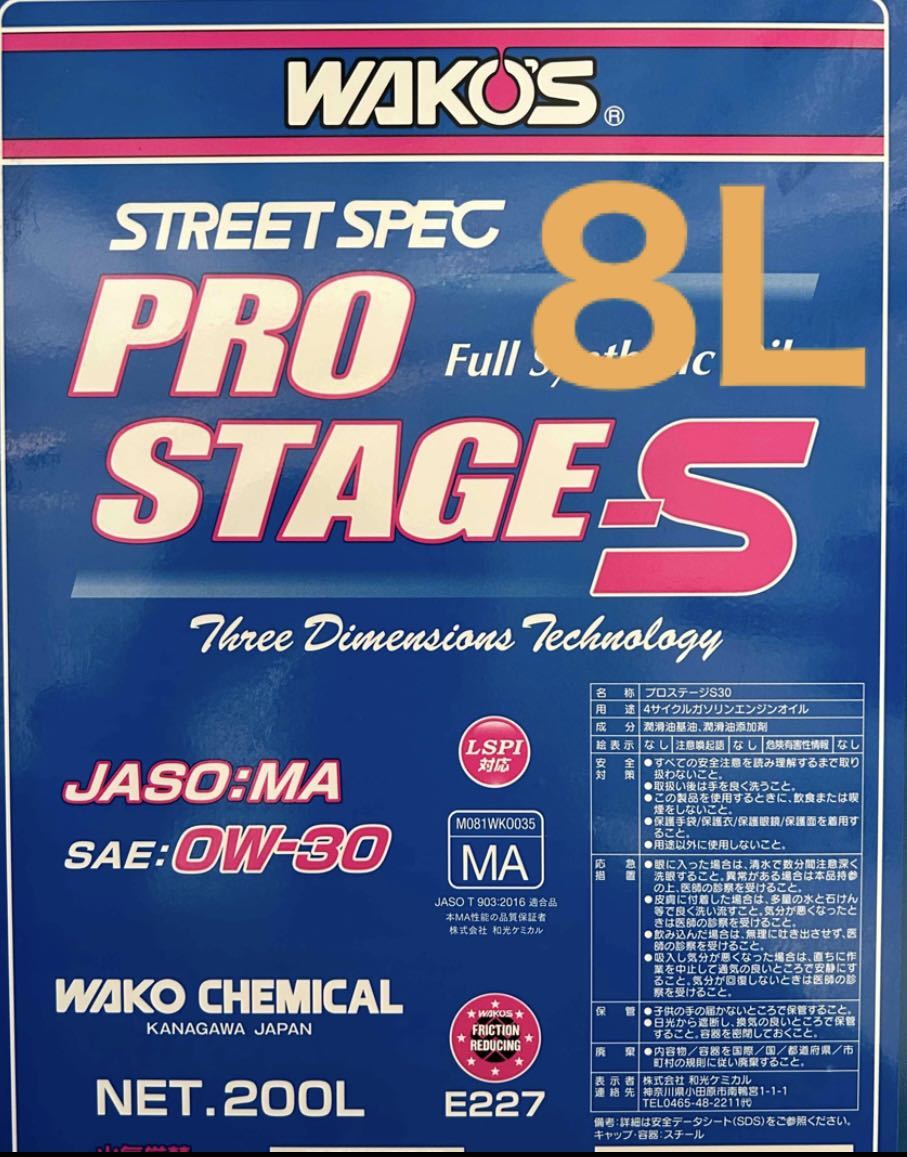 WAKO'S®
STREET SPEC
8L
PRO
Full
STAGE-S
Three Dimensions Technology
JASO:MA
SAE:0W-30
LSPI
対応
M081WKO035
MA
JASO T 903:2016 適合品
本MA性能の品質保証者
株式会社 和光ケミカル
WAKO CHEMICAL
KANAGAWA JAPAN
NET.200L
WAKO'S
FRICTION
REDUCING
E227
名称 プロステージS30
用途 4サイクルガソリンエンジンオイル
成分 潤滑油基油、潤滑油添加剤
絵表示 なし 注意喚起語 なし 危険有害性情報 なし
安全対策 ●すべての安全注意を読み理解するまで取り
扱わないこと。
●取扱い後は手を良く洗うこと。
●この製品を使用するときに、飲食または喫
煙をしないこと。
●保護手袋/保護衣/保護眼鏡/保護面を着用す
ること。
●用途以外に使用しないこと。
応急措置 ●眼に入った場合は、清水で数分間注意深く
洗眼すること。異常がある場合は本品持参
の上、医師の診察を受けること。
●皮膚に付着した場合は、多量の水と石けん
等で良く洗い流すこと。気分が悪くなったと
きは医師の診察を受けること。
●飲み込んだ場合は、無理に吐き出させず、医
師の診察を受けること。
●吸入し気分が悪くなった場合は、直ちに作
業を中止して通気の良いところで安静にす
ること。気分が回復しないときは医師の診
察を受けること。
保管 ●子供の手の届かないところで保管すること。
●日光から遮断し、換気の良いところで保管
すること。容器を密閉しておくこと。
廃棄 ●内容物／容器を国際／国／都道府県／市
町村の規則に従い廃棄すること。
表示者連絡先 株式会社 和光ケミカル
神奈川県小田原市南鴨宮1-1-1
TEL0465-48-2211㈹
備考:詳細は安全データシート(SDS)をご参照ください。
キャップ・容器:スチール